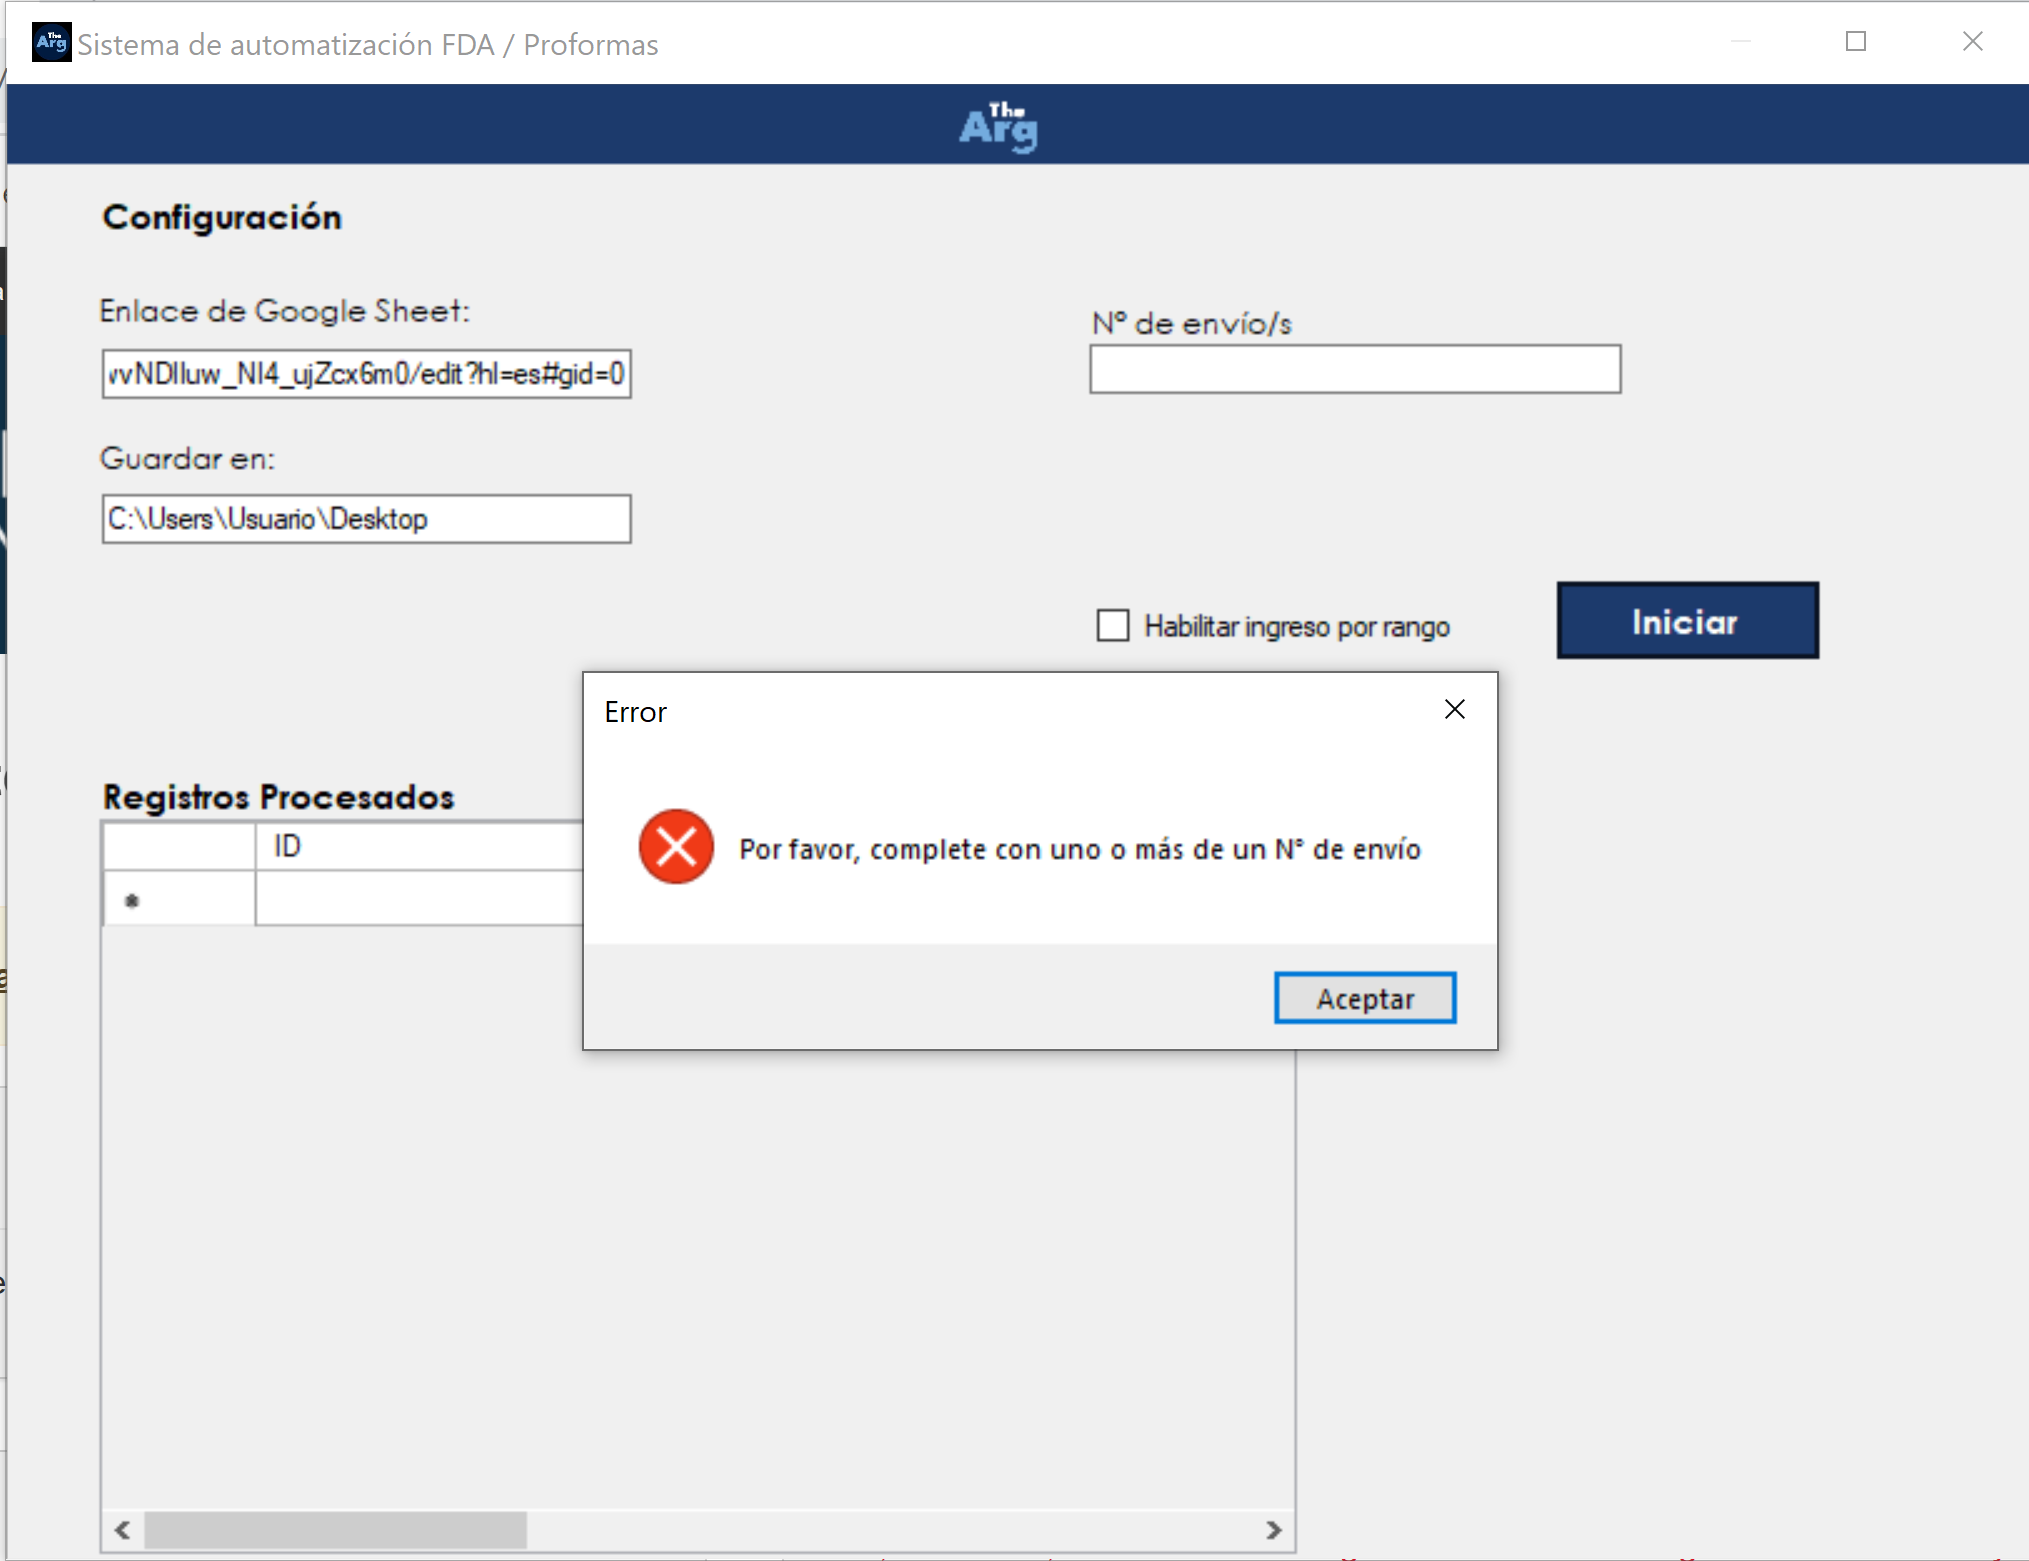 The Arg Sistema de automatización FDA / Proformas
The Arg
Configuración
Enlace de Google Sheet:
N° de envío/s
vvNDIluw_NI4_ujZcx6m0/edit?hl=es#gid=0
Guardar en:
C:\Users\Usuario\Desktop
Habilitar ingreso por rango
Iniciar
Error
Por favor, complete con uno o más de un N° de envío
Aceptar
Registros Procesados
ID